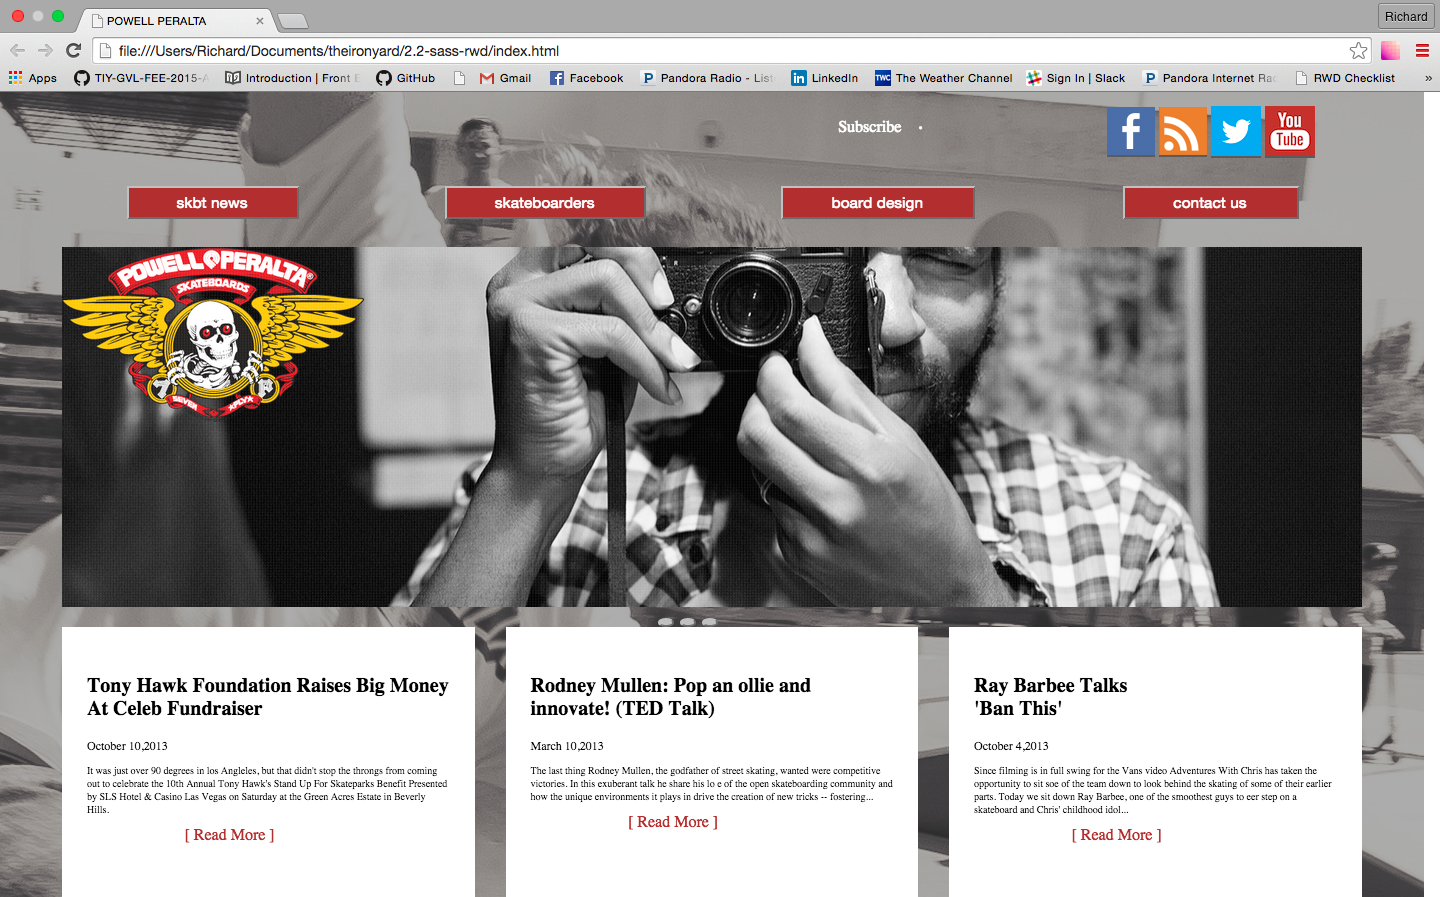 POWELL PERALTA
Richard
file:///Users/Richard/Documents/theironyard/2.2-sass-rwd/index.html
Apps TIY-GVL-FEE-2015-A Introduction | Front E GitHub Gmail Facebook Pandora Radio - List LinkedIn TWC The Weather Channel Sign In | Slack Pandora Internet Rad RWD Checklist »
Subscribe •
You
Tube
skbt news skateboarders board design contact us
POWELL PERALTA®
SKATEBOARDS
7 P
SEVEN PLY
Tony Hawk Foundation Raises Big Money
At Celeb Fundraiser
October 10,2013
It was just over 90 degrees in los Angleles, but that didn't stop the throngs from coming
out to celebrate the 10th Annual Tony Hawk's Stand Up For Skateparks Benefit Presented
by SLS Hotel & Casino Las Vegas on Saturday at the Green Acres Estate in Beverly
Hills.
[ Read More ]
Rodney Mullen: Pop an ollie and
innovate! (TED Talk)
March 10,2013
The last thing Rodney Mullen, the godfather of street skating, wanted were competitive
victories. In this exuberant talk he share his lo e of the open skateboarding community and
how the unique environments it plays in drive the creation of new tricks -- fostering...
[ Read More ]
Ray Barbee Talks
'Ban This'
October 4,2013
Since filming is in full swing for the Vans video Adventures With Chris has taken the
opportunity to sit soe of the team down to look behind the skating of some of their earlier
parts. Today we sit down Ray Barbee, one of the smoothest guys to eer step on a
skateboard and Chris' childhood idol...
[ Read More ]